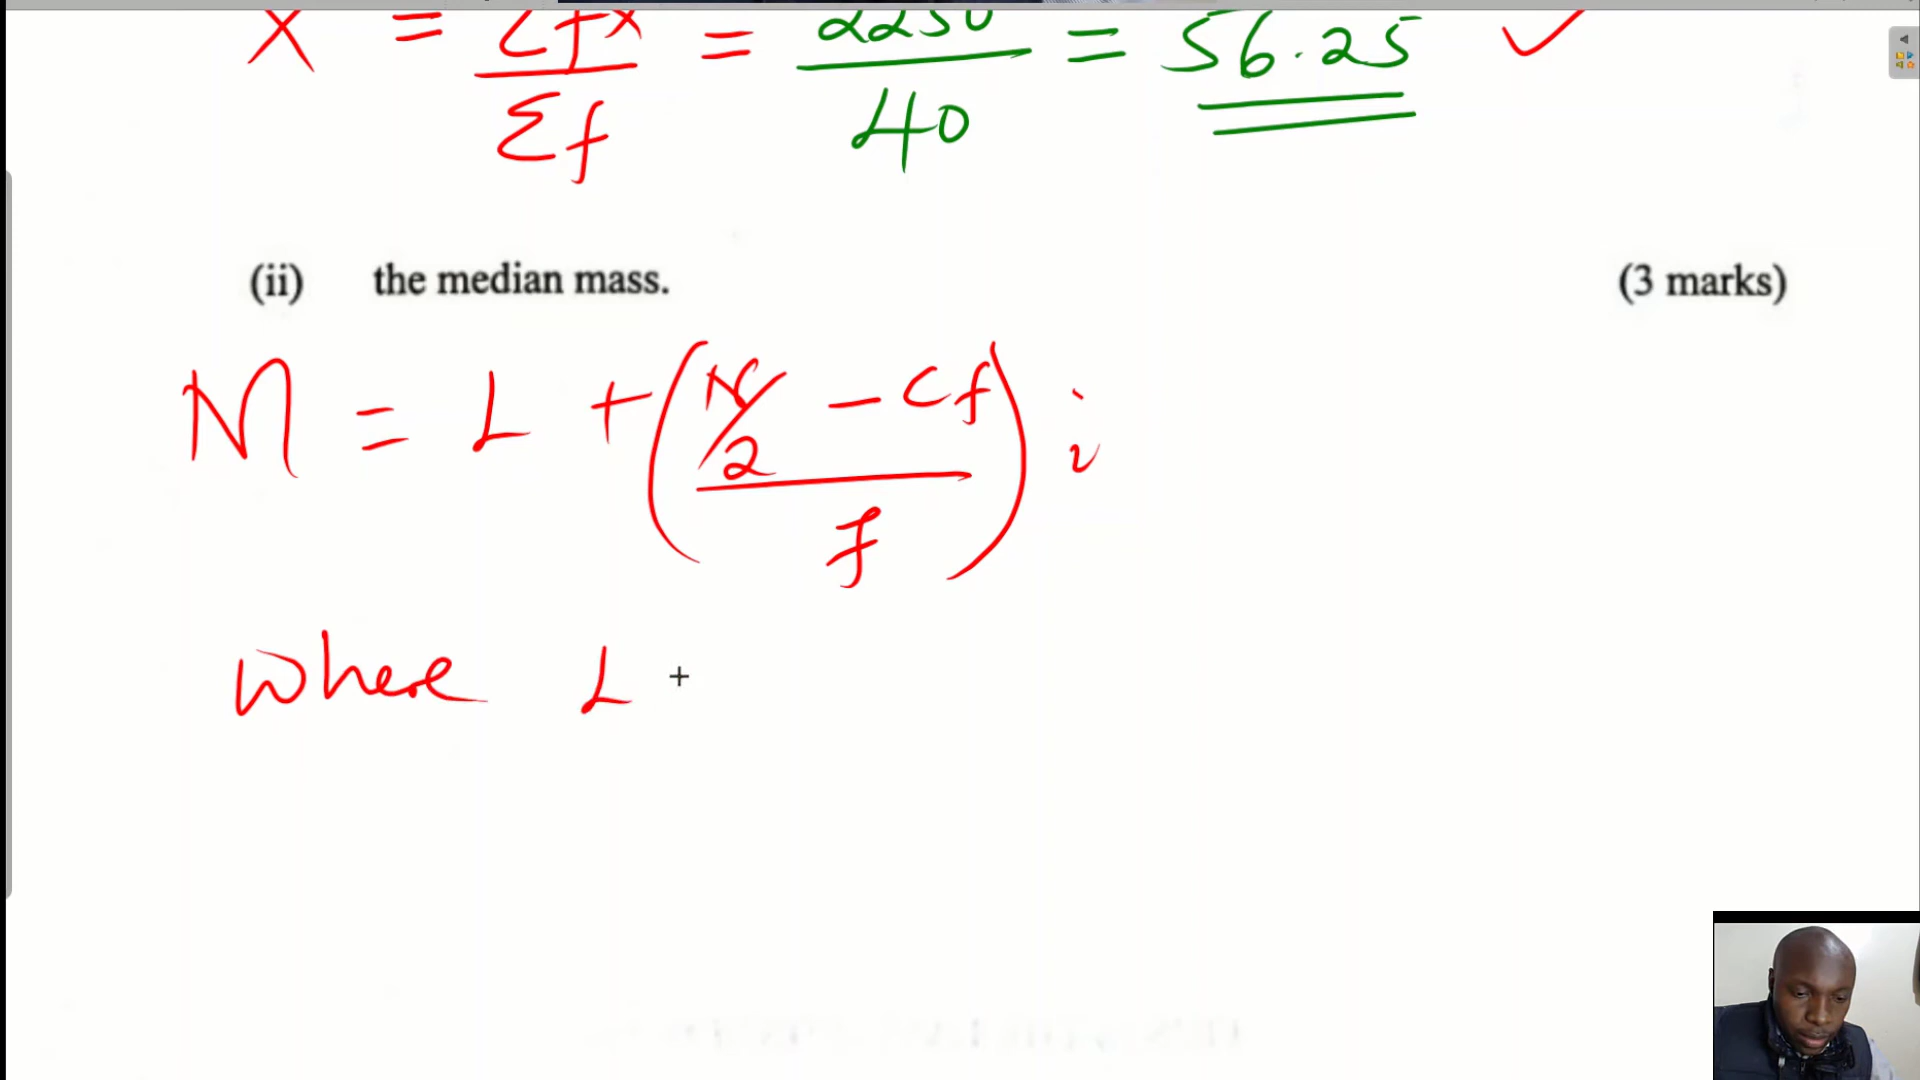 X = Σfx / Σf = 2250 / 40 = 56.25 ✓
(ii) the median mass. (3 marks)
M = L + ( (N/2 - Cf) / f ) i
where L